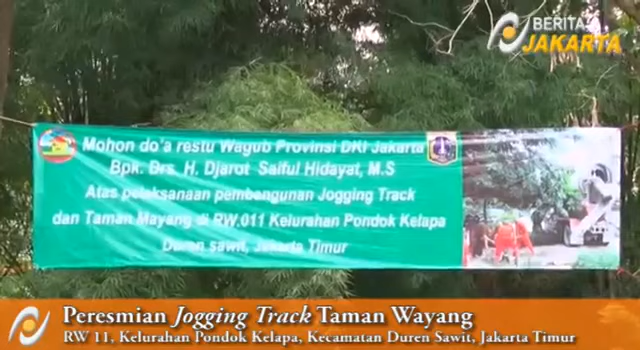 BERITA
JAKARTA
Mohon do'a restu Wagub Provinsi DKI Jakarta
Bpk. Drs. H. Djarot Saiful Hidayat, M.S
Atas pelaksanaan pembangunan Jogging Track
dan Taman Mayang di RW.011 Kelurahan Pondok Kelapa
Duren sawit, Jakarta Timur
Peresmian Jogging Track Taman Wayang
RW 11, Kelurahan Pondok Kelapa, Kecamatan Duren Sawit, Jakarta Timur